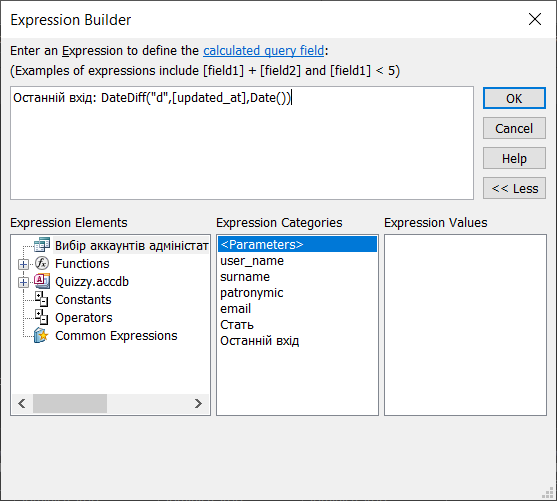 Expression Builder
Enter an Expression to define the calculated query field:
(Examples of expressions include [field1] + [field2] and [field1] < 5)
Останній вхід: DateDiff("d",[updated_at],Date())
OK
Cancel
Help
<< Less
Expression Elements
Вибір аккаунтів адміністат
Functions
Quizzy.accdb
Constants
Operators
Common Expressions
Expression Categories
<Parameters>
user_name
surname
patronymic
email
Стать
Останній вхід
Expression Values